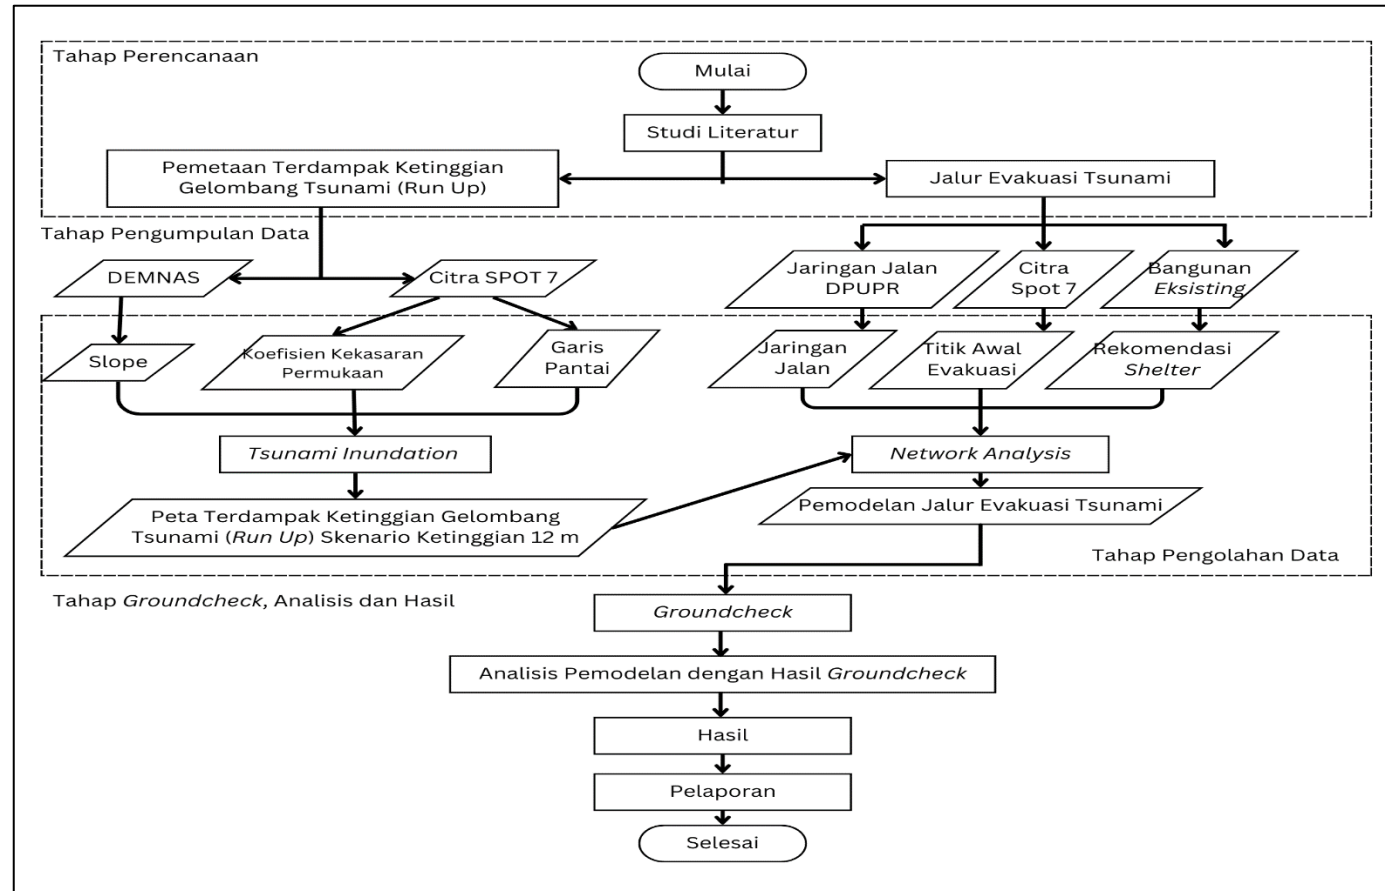 Tahap Perencanaan
Mulai
Studi Literatur
Pemetaan Terdampak Ketinggian
Gelombang Tsunami (Run Up)
Jalur Evakuasi Tsunami
Tahap Pengumpulan Data
DEMNAS
Citra SPOT 7
Jaringan Jalan
DPUPR
Citra
Spot 7
Bangunan
Eksisting
Slope
Koefisien Kekasaran
Permukaan
Garis
Pantai
Jaringan
Jalan
Titik Awal
Evakuasi
Rekomendasi
Shelter
Tsunami Inundation
Network Analysis
Peta Terdampak Ketinggian Gelombang
Tsunami (Run Up) Skenario Ketinggian 12 m
Pemodelan Jalur Evakuasi Tsunami
Tahap Pengolahan Data
Tahap Groundcheck, Analisis dan Hasil
Groundcheck
Analisis Pemodelan dengan Hasil Groundcheck
Hasil
Pelaporan
Selesai